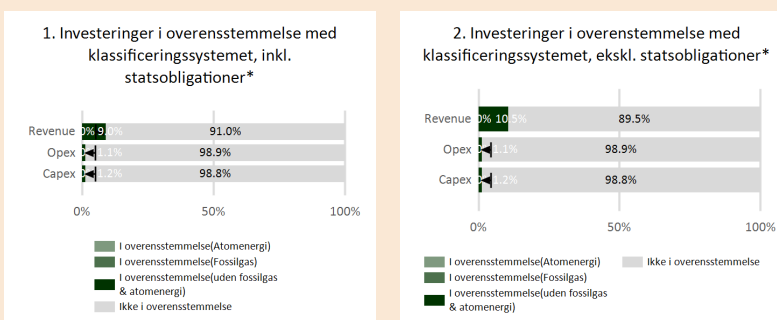 1. Investeringer i overensstemmelse med
klassificeringssystemet, inkl.
statsobligationer*
Revenue 0% 9.0% 91.0%
Opex 1.1% 98.9%
Capex 1.2% 98.8%
0% 50% 100%
I overensstemmelse(Atomenergi)
I overensstemmelse(Fossilgas)
I overensstemmelse(uden fossilgas
& atomenergi)
Ikke i overensstemmelse
2. Investeringer i overenstemmelse med
klassificeringssystemet, ekskl. statsobligationer*
Revenue 0% 10.5% 89.5%
Opex 1.1% 98.9%
Capex 1.2% 98.8%
0% 50% 100%
I overensstemmelse(Atomenergi) Ikke i overensstemmelse
I overensstemmelse(Fossilgas)
I overensstemmelse(uden fossilgas
& atomenergi)